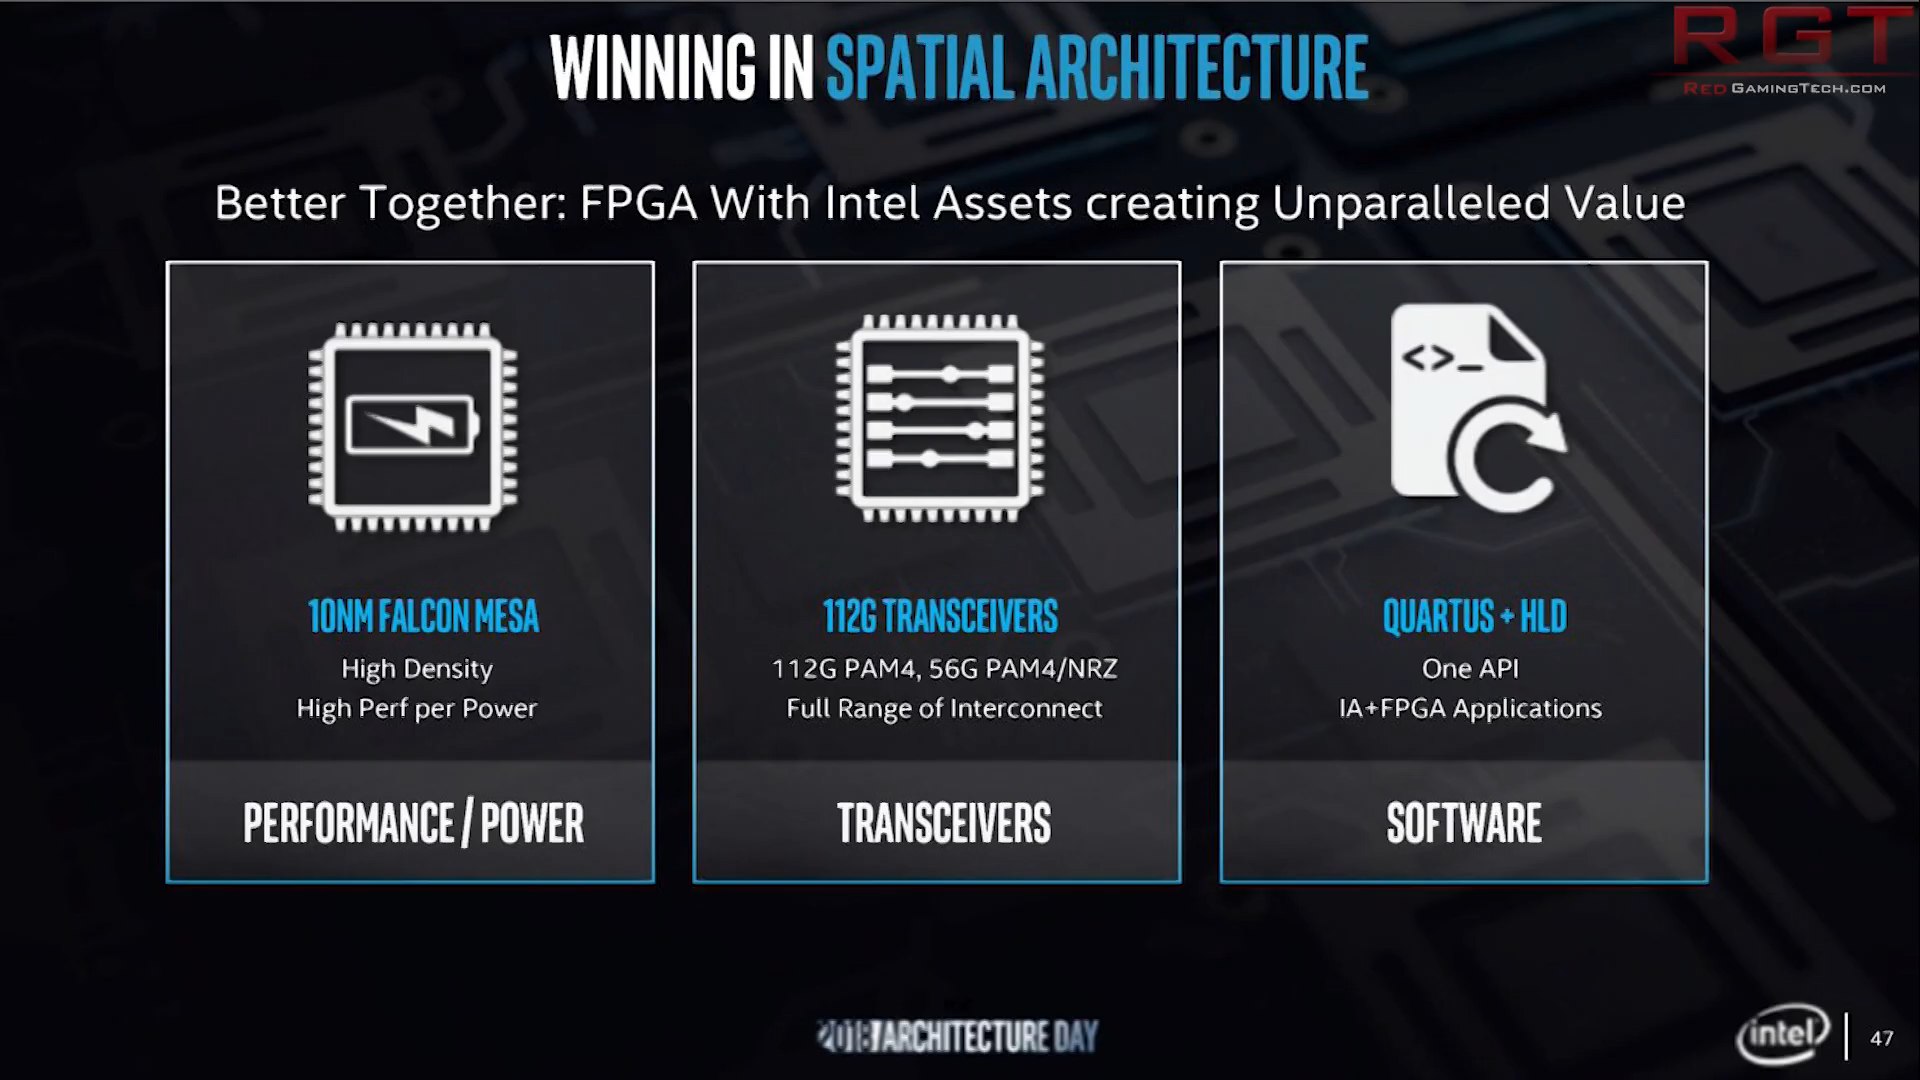 RGT
RedGamingTech.com
WINNING IN SPATIAL ARCHITECTURE
Better Together: FPGA With Intel Assets creating Unparalleled Value
10NM FALCON MESA
High Density
High Perf per Power
PERFORMANCE / POWER
112G TRANSCEIVERS
112G PAM4, 56G PAM4/NRZ
Full Range of Interconnect
TRANSCEIVERS
<>_
QUARTUS + HLD
One API
IA+FPGA Applications
SOFTWARE
2018 ARCHITECTURE DAY
intel
47